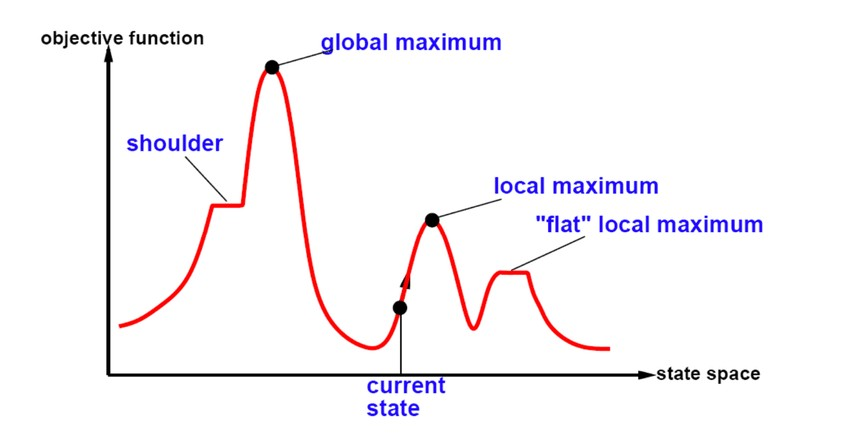 objective function
global maximum
shoulder
local maximum
"flat" local maximum
state space
current
state